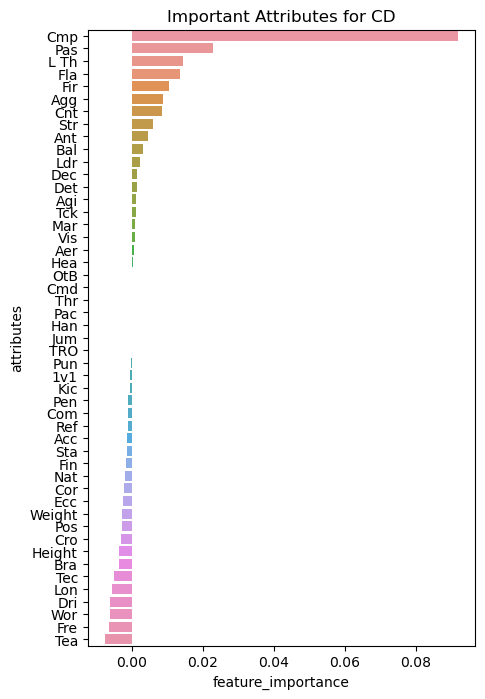 Important Attributes for CD
Cmp
Pas
L Th
Fla
Fir
Agg
Cnt
Str
Ant
Bal
Ldr
Dec
Det
Agi
Tck
Mar
Vis
Aer
Hea
OtB
Cmd
Thr
Pac
Han
Jum
TRO
Pun
1v1
Kic
Pen
Com
Ref
Acc
Sta
Fin
Nat
Cor
Ecc
Weight
Pos
Cro
Height
Bra
Tec
Lon
Dri
Wor
Fre
Tea
attributes
0.00 0.02 0.04 0.06 0.08
feature_importance